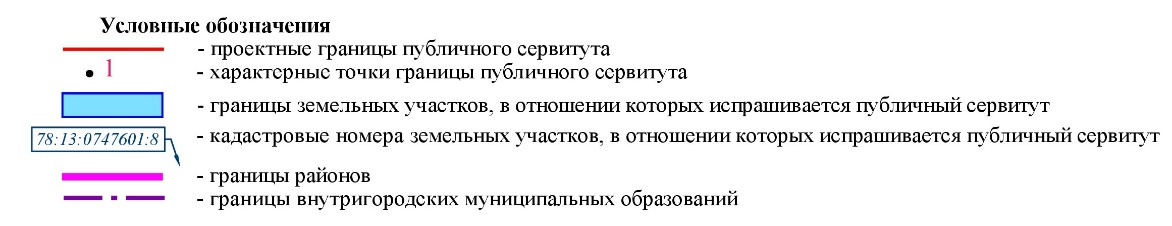 Условные обозначения
- проектные границы публичного сервитута
1 - характерные точки границы публичного сервитута
- границы земельных участков, в отношении которых испрашивается публичный сервитут
78:13:0747601:8 - кадастровые номера земельных участков, в отношении которых испрашивается публичный сервитут
- границы районов
- границы внутригородских муниципальных образований